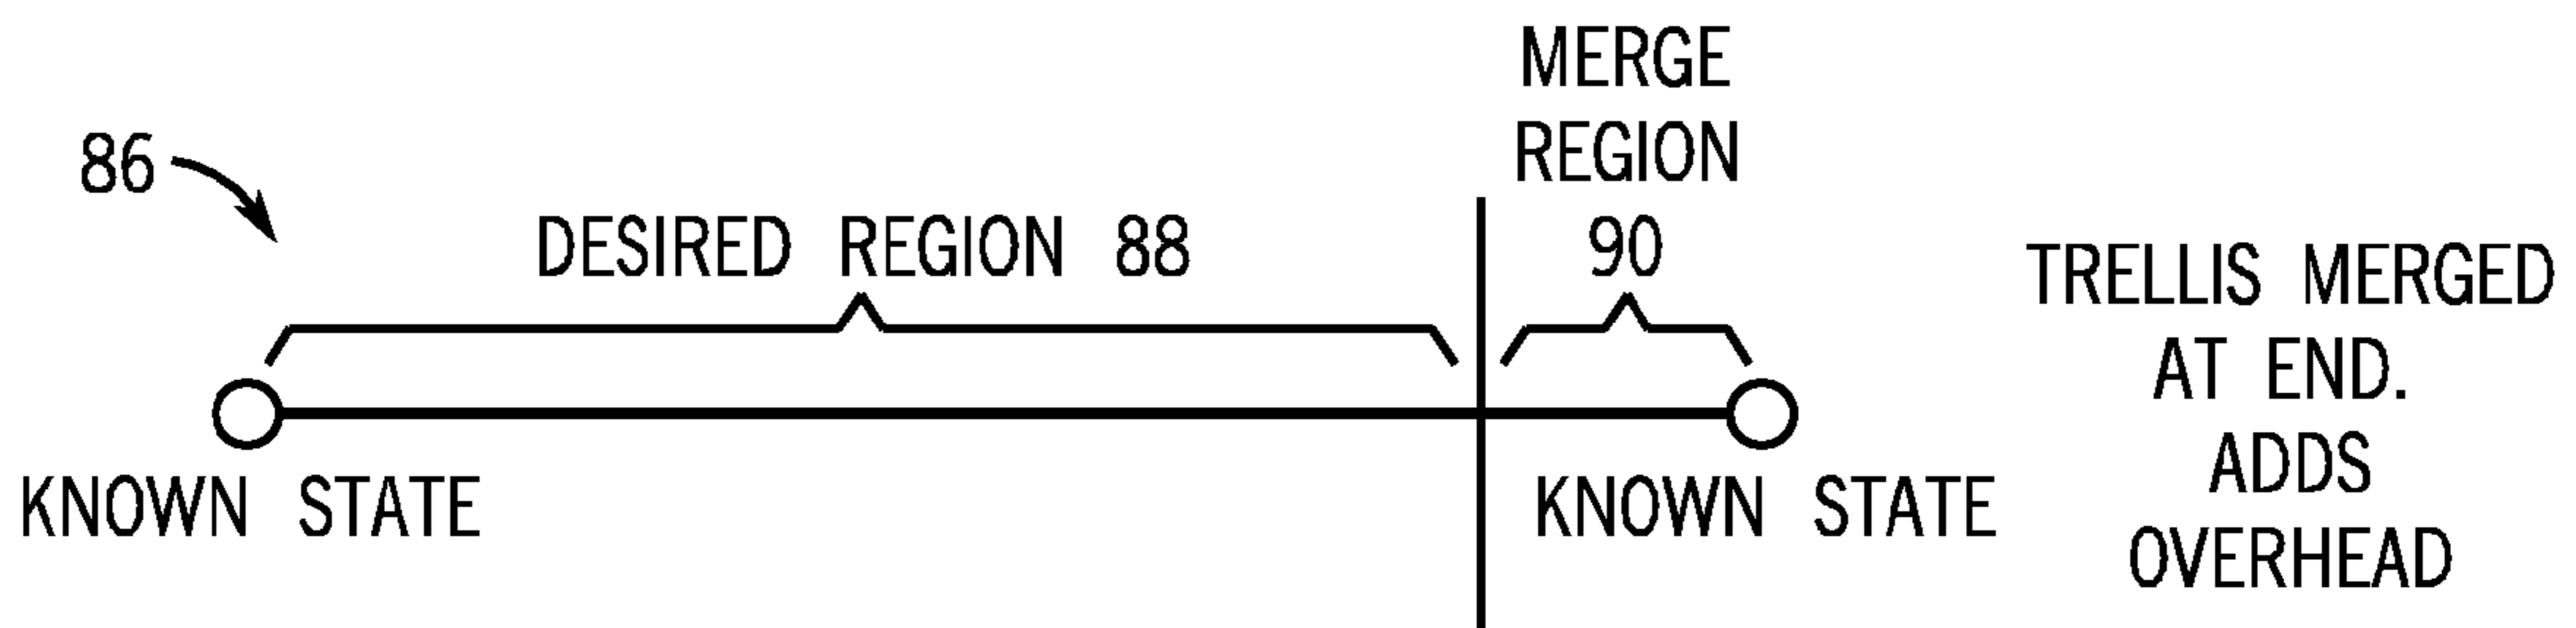 86
DESIRED REGION 88
MERGE
REGION
90
KNOWN STATE
KNOWN STATE
TRELLIS MERGED
AT END.
ADDS
OVERHEAD